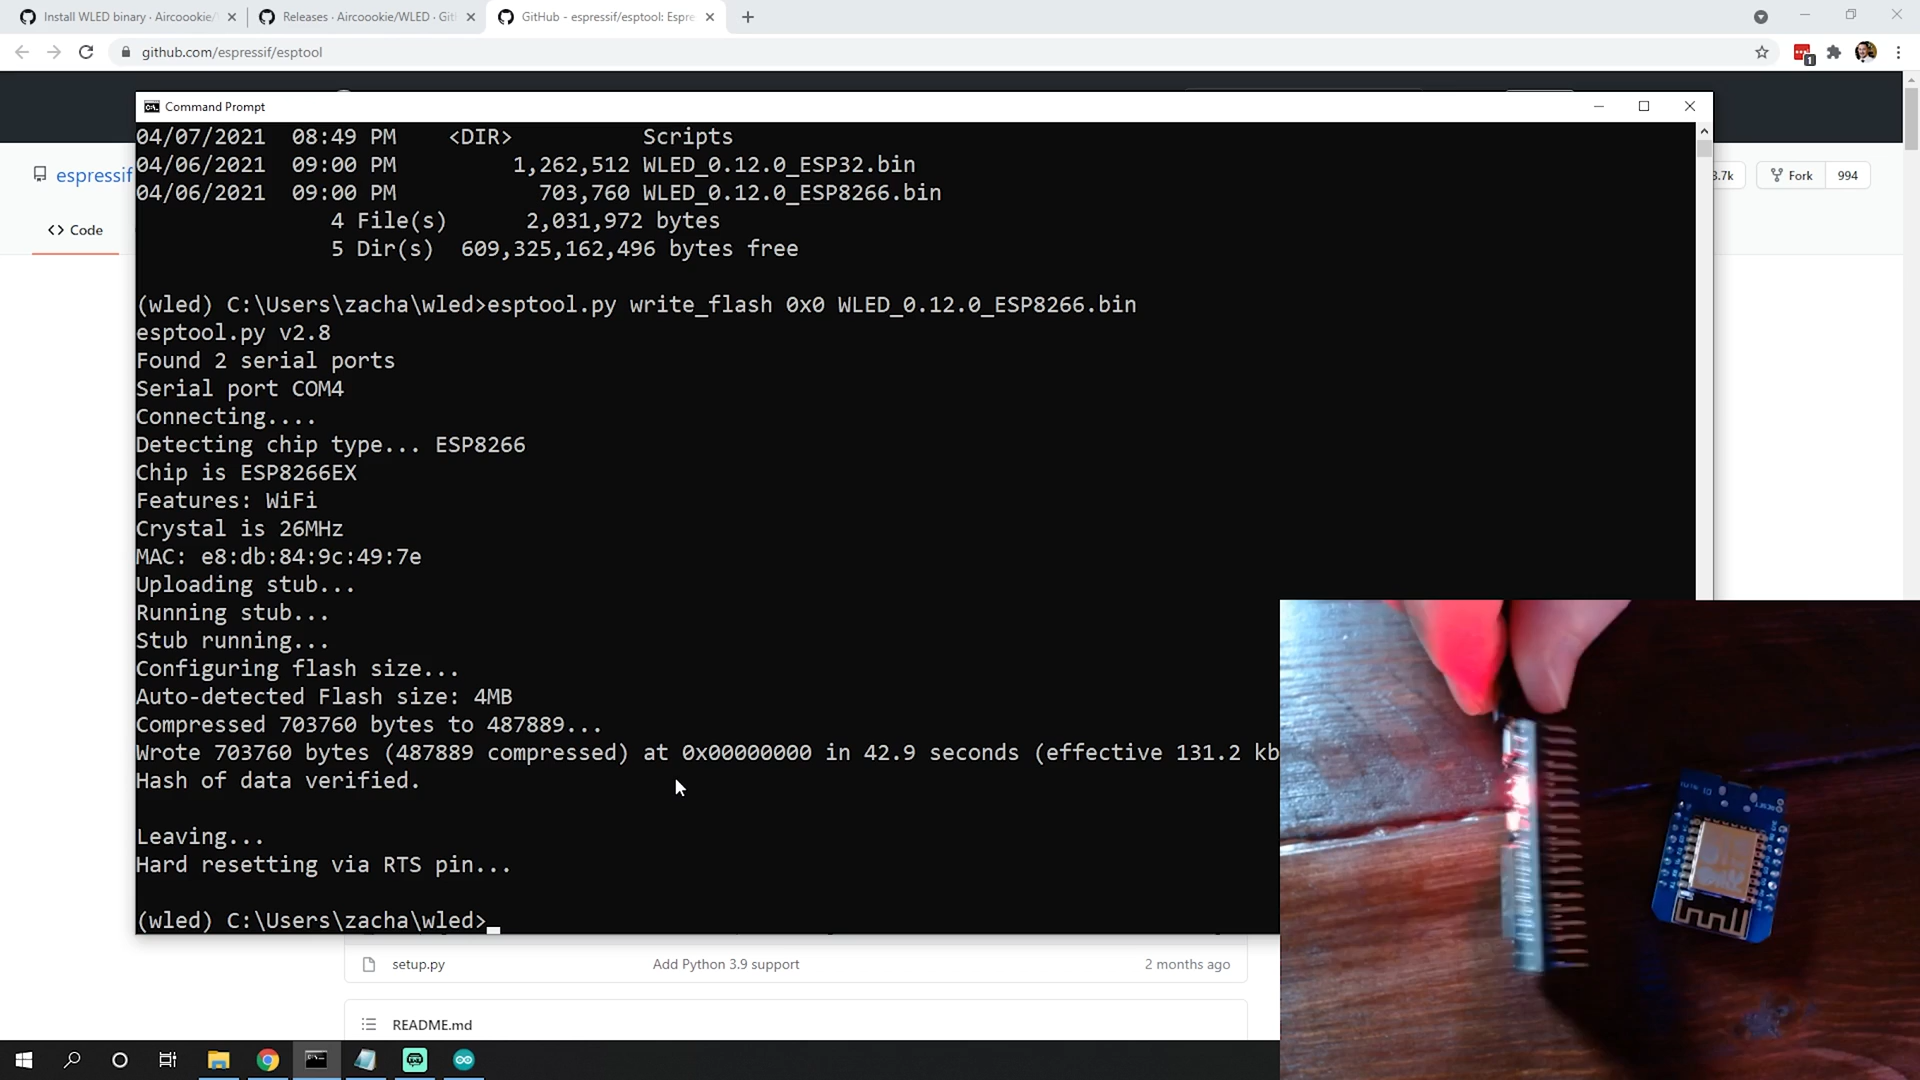 Install WLED binary · Aircoookie/
Releases · Aircoookie/WLED · Git
GitHub - espressif/esptool: Espre
github.com/espressif/esptool
1
Command Prompt
04/07/2021 08:49 PM <DIR> Scripts
04/06/2021 09:00 PM 1,262,512 WLED_0.12.0_ESP32.bin
04/06/2021 09:00 PM 703,760 WLED_0.12.0_ESP8266.bin
4 File(s) 2,031,972 bytes
5 Dir(s) 609,325,162,496 bytes free
(wled) C:\Users\zacha\wled>esptool.py write_flash 0x0 WLED_0.12.0_ESP8266.bin
esptool.py v2.8
Found 2 serial ports
Serial port COM4
Connecting....
Detecting chip type... ESP8266
Chip is ESP8266EX
Features: WiFi
Crystal is 26MHz
MAC: e8:db:84:9c:49:7e
Uploading stub...
Running stub...
Stub running...
Configuring flash size...
Auto-detected Flash size: 4MB
Compressed 703760 bytes to 487889...
Wrote 703760 bytes (487889 compressed) at 0x00000000 in 42.9 seconds (effective 131.2 kb
Hash of data verified.
Leaving...
Hard resetting via RTS pin...
(wled) C:\Users\zacha\wled>
espressif
3.7k
Fork 994
<> Code
setup.py Add Python 3.9 support 2 months ago
README.md